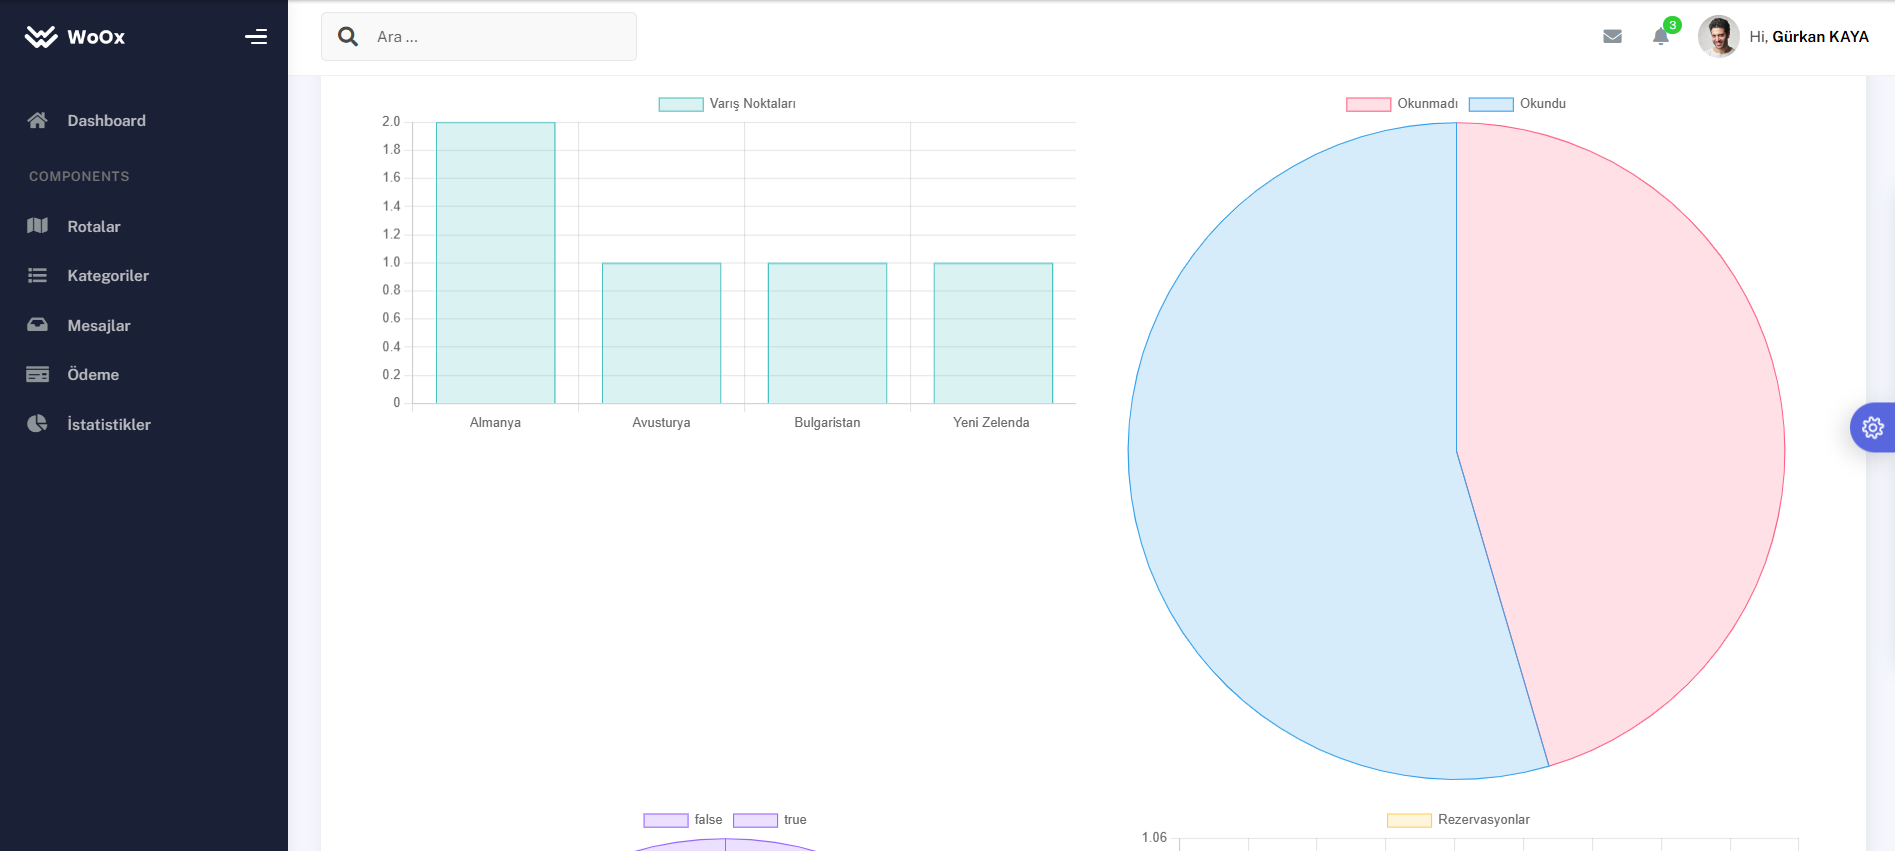 WoOx
Ara ...
3
Hi, Gürkan KAYA
Dashboard
COMPONENTS
Rotalar
Kategoriler
Mesajlar
Ödeme
İstatistikler
Varış Noktaları
2.0
1.8
1.6
1.4
1.2
1.0
0.8
0.6
0.4
0.2
0
Almanya Avusturya Bulgaristan Yeni Zelenda
Okunmadı Okundu
false true
Rezervasyonlar
1.06